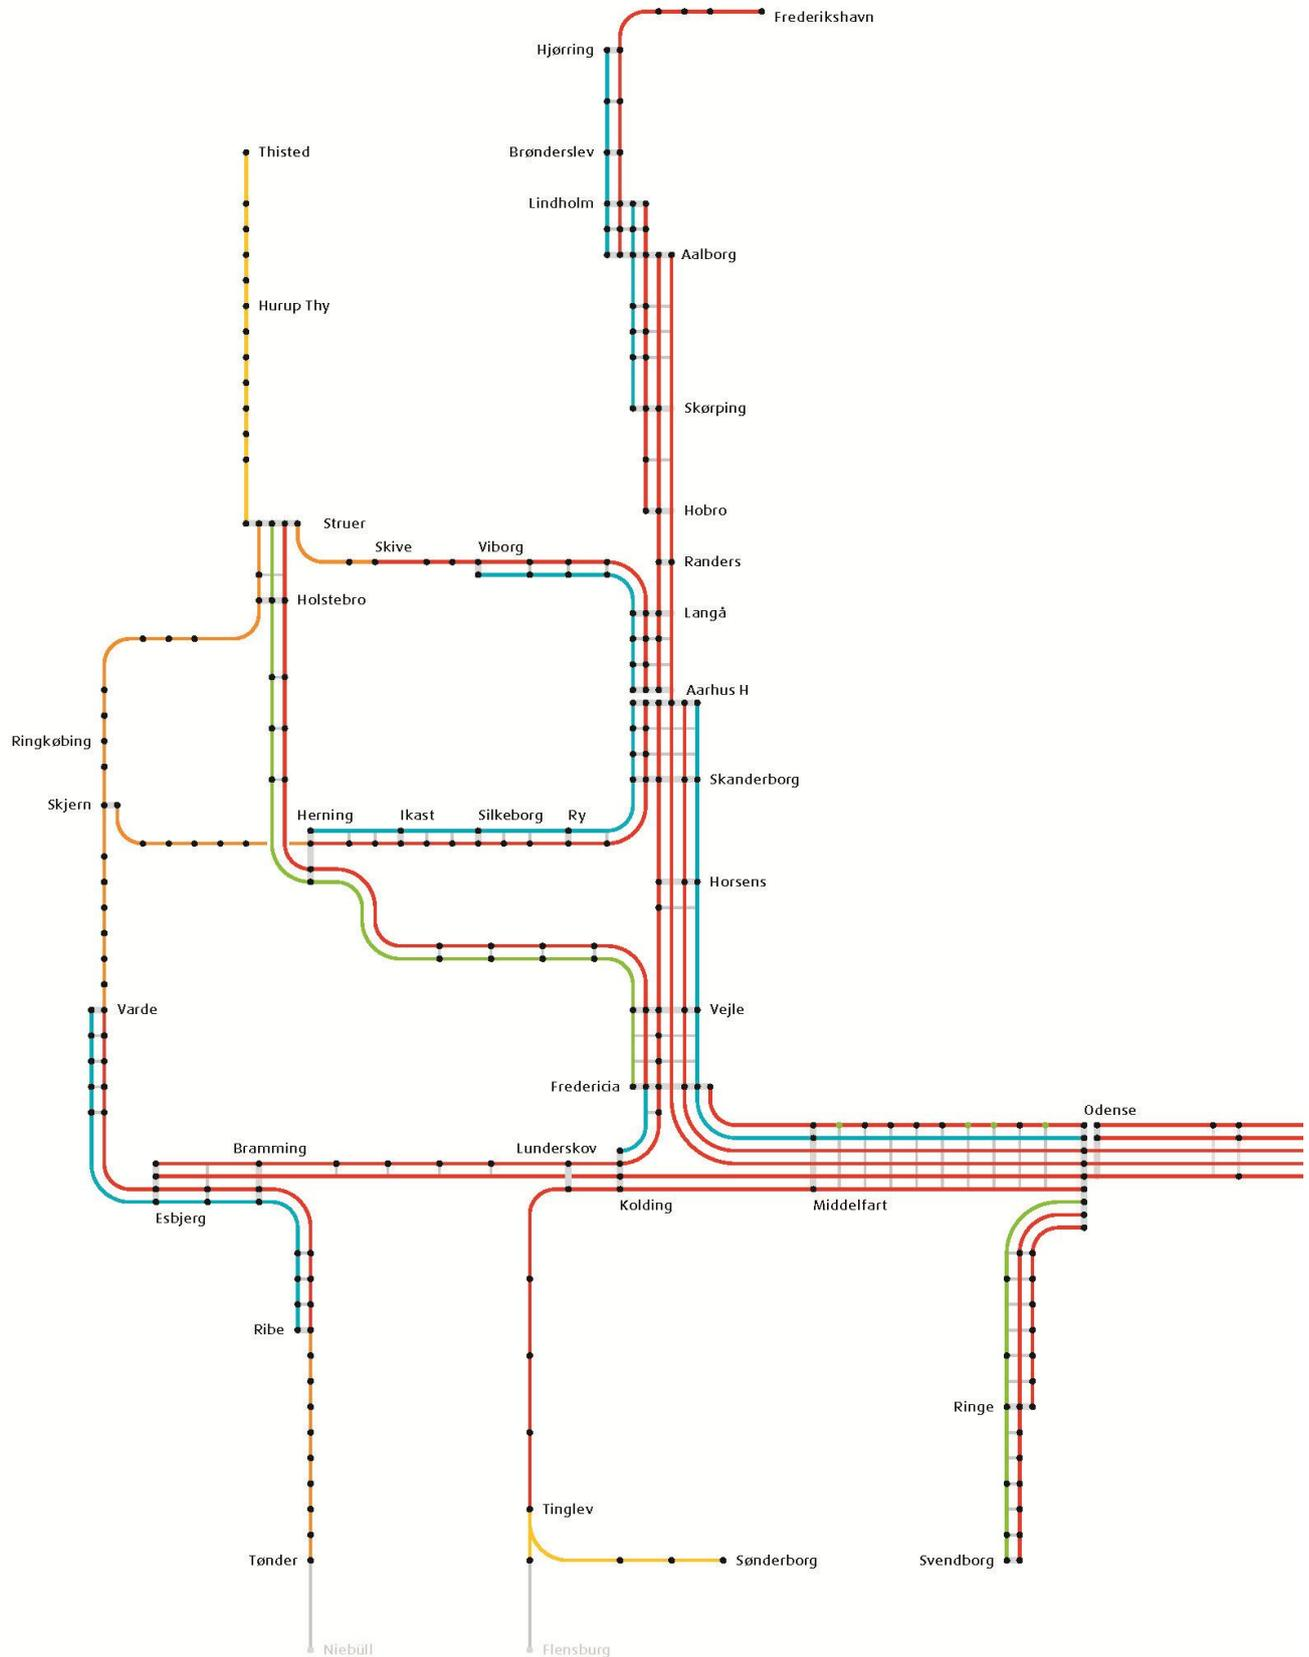 Frederikshavn
Hjørring
Thisted
Brønderslev
Lindholm
Aalborg
Hurup Thy
Skørping
Hobro
Struer
Skive
Viborg
Randers
Holstebro
Langå
Aarhus H
Ringkøbing
Skanderborg
Skjern
Herning
Ikast
Silkeborg
Ry
Horsens
Varde
Vejle
Fredericia
Odense
Bramming
Lunderskov
Esbjerg
Kolding
Middelfart
Ribe
Ringe
Tinglev
Tønder
Sønderborg
Svendborg
Niebüll
Flensburg